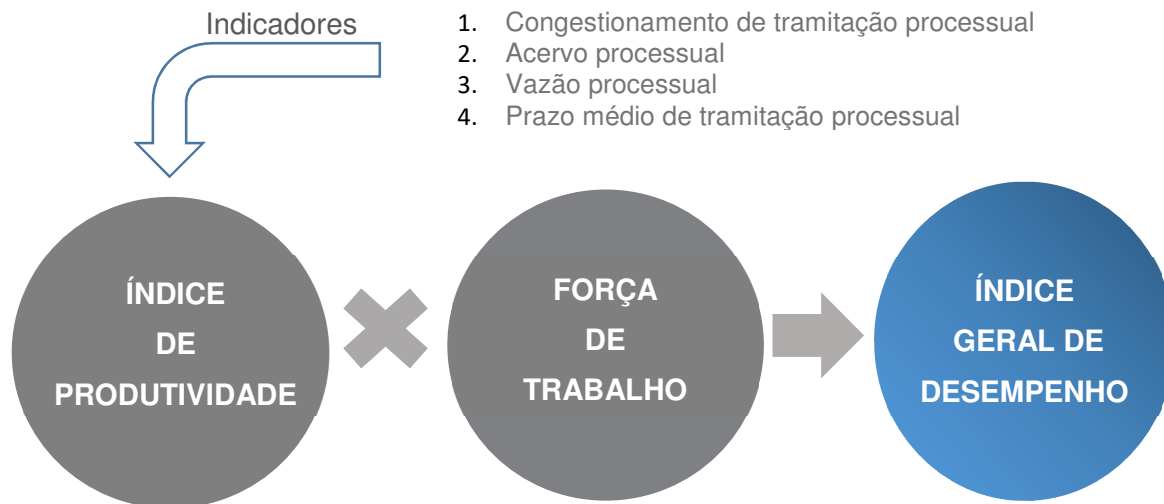 Indicadores
1. Congestionamento de tramitação processual
2. Acervo processual
3. Vazão processual
4. Prazo médio de tramitação processual
ÍNDICE
DE
PRODUTIVIDADE
FORÇA
DE
TRABALHO
ÍNDICE
GERAL DE
DESEMPENHO